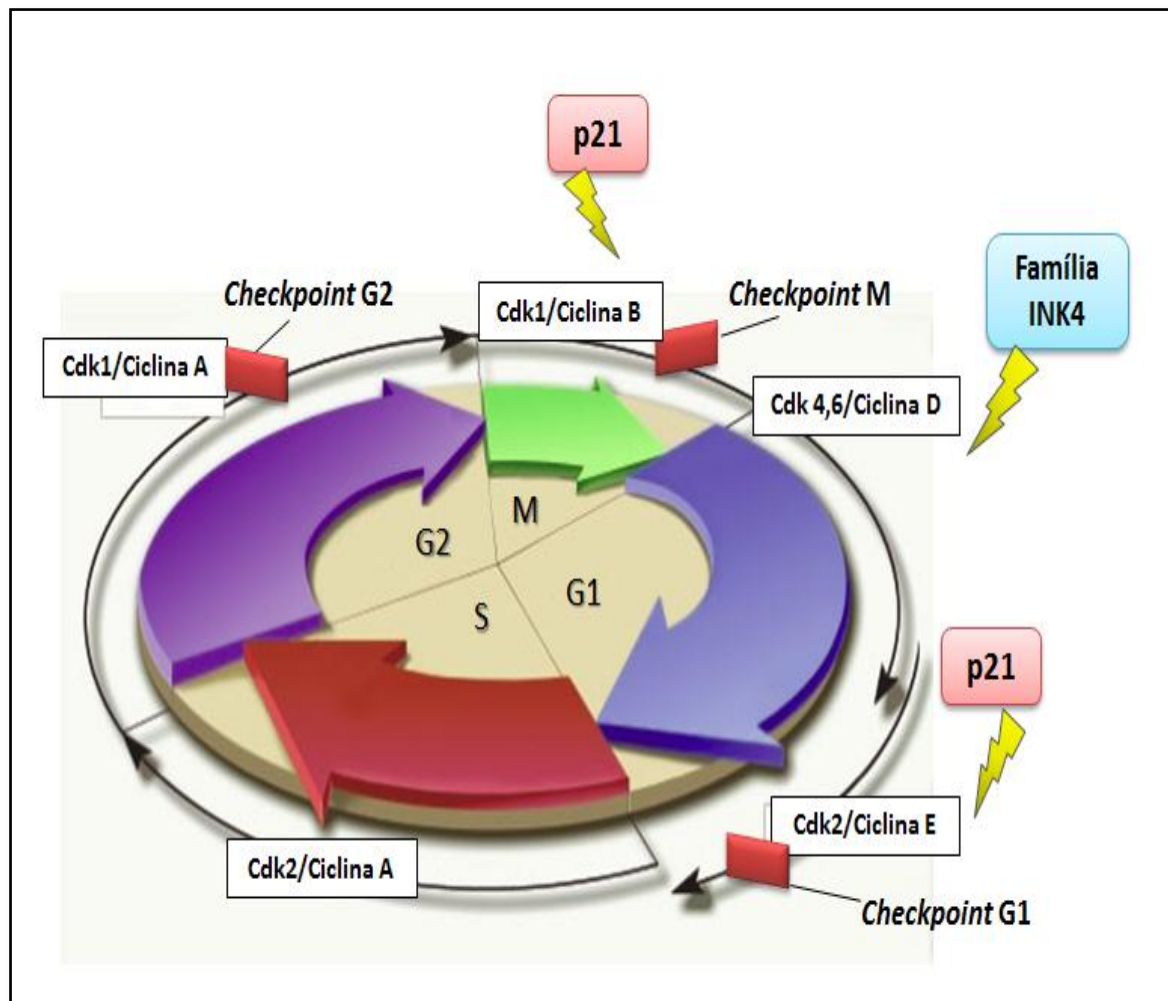 p21
Família
INK4
Checkpoint G2
Cdk1/Ciclina B
Checkpoint M
Cdk1/Ciclina A
Cdk 4,6/Ciclina D
M
G2
G1
S
p21
Cdk2/Ciclina E
Cdk2/Ciclina A
Checkpoint G1